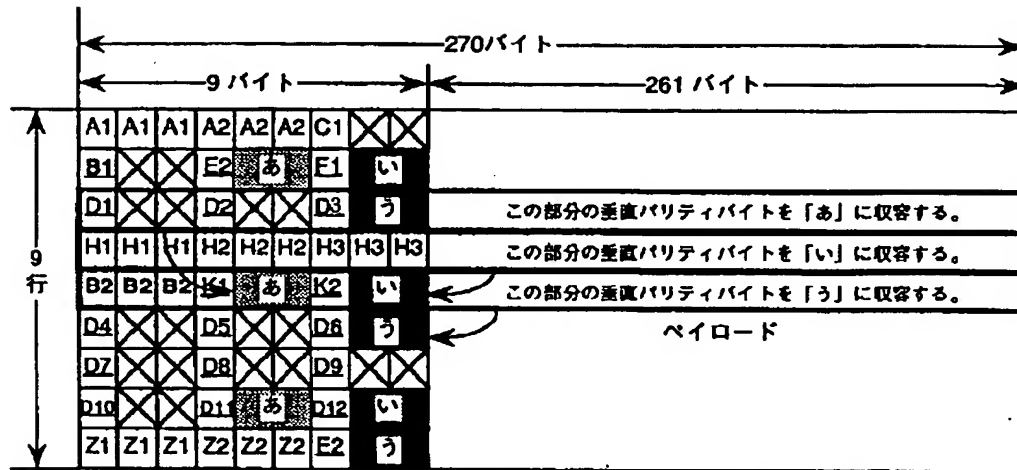 270バイト
9バイト 261バイト
A1 A1 A1 A2 A2 A2 C1
B1 E2 あ F1 い
D1 D2 D3 う この部分の垂直パリティバイトを「あ」に収容する。
H1 H1 H1 H2 H2 H2 H3 H3 H3 この部分の垂直パリティバイトを「い」に収容する。
9行
B2 B2 B2 K1 あ K2 い この部分の垂直パリティバイトを「う」に収容する。
D4 D5 D6 う ペイロード
D7 D8 D9
D10 D11 あ D12 い
Z1 Z1 Z1 Z2 Z2 Z2 E2 う